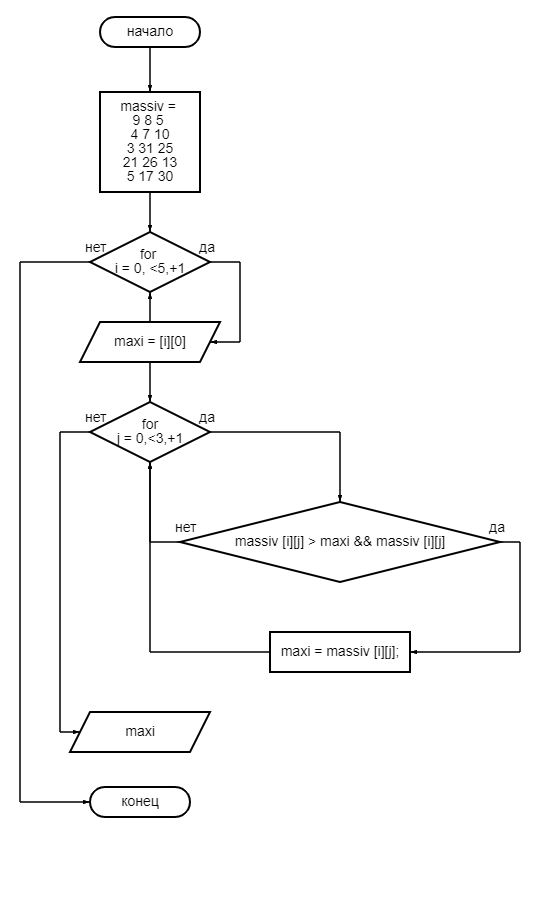 начало
massiv =
9 8 5
4 7 10
3 31 25
21 26 13
5 17 30
нет
да
for
i = 0, <5,+1
maxi = [i][0]
нет
да
for
j = 0,<3,+1
нет
да
massiv [i][j] > maxi && massiv [i][j]
maxi = massiv [i][j];
maxi
конец